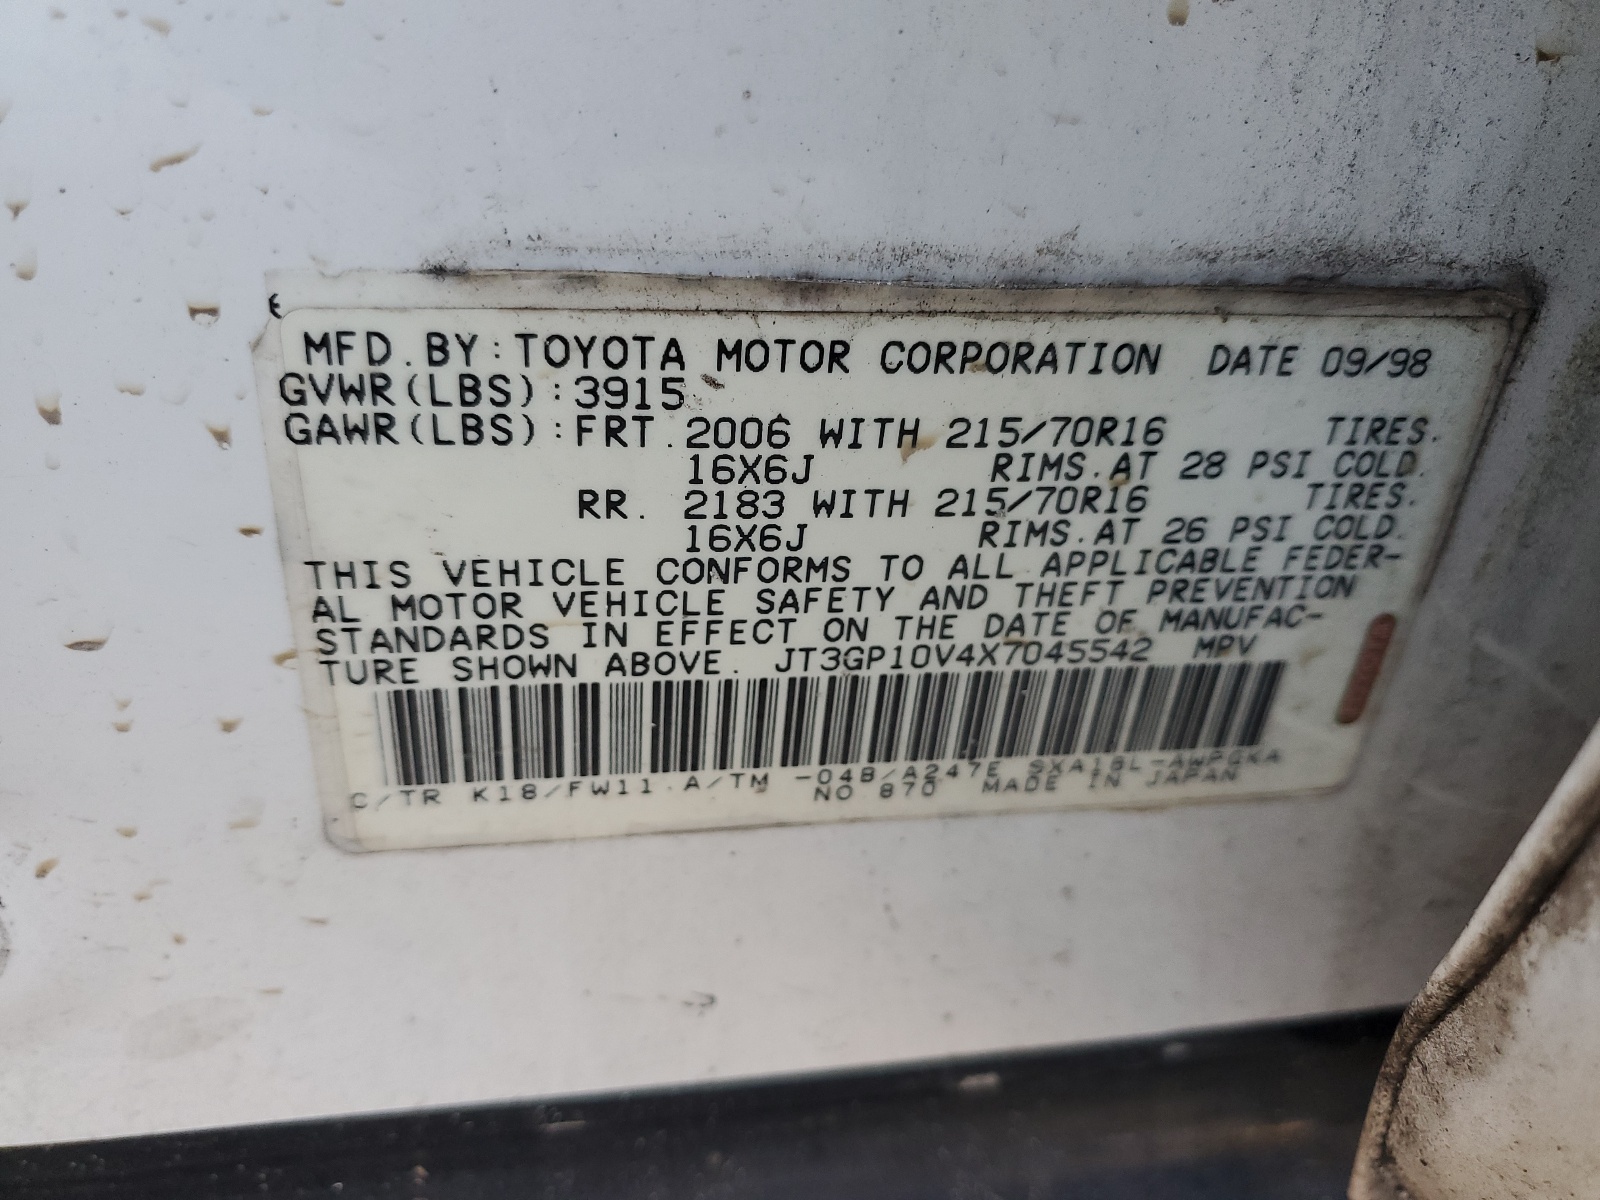 MFD. BY: TOYOTA MOTOR CORPORATION DATE 09/98
GVWR(LBS): 3915
GAWR(LBS): FRT. 2006 WITH 215/70R16 TIRES.
16X6J RIMS. AT 28 PSI COLD.
RR. 2183 WITH 215/70R16 TIRES.
16X6J RIMS. AT 26 PSI COLD.
THIS VEHICLE CONFORMS TO ALL APPLICABLE FEDER-
AL MOTOR VEHICLE SAFETY AND THEFT PREVENTION
STANDARDS IN EFFECT ON THE DATE OF MANUFAC-
TURE SHOWN ABOVE. JT3GP10V4X7045542 MPV
C/TR K18/FW11 A/TM -04B/A247E SXA18L-AWPGKA
NO 870 MADE IN JAPAN